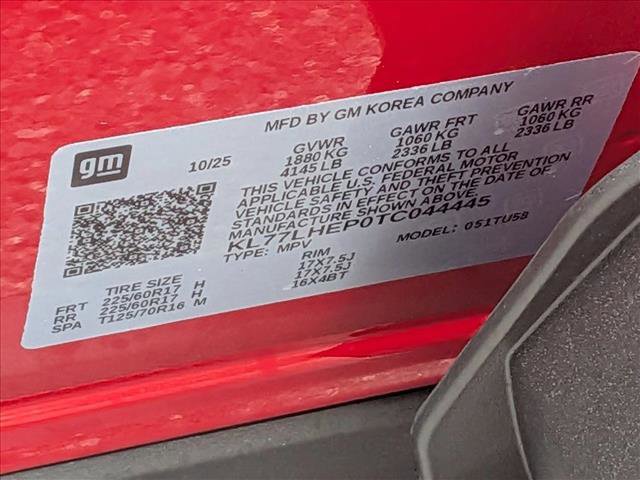 gm
10/25
MFD BY GM KOREA COMPANY
GVWR GAWR FRT GAWR RR
1880 KG 1060 KG 1060 KG
4145 LB 2336 LB 2336 LB
THIS VEHICLE CONFORMS TO ALL
APPLICABLE U.S. FEDERAL MOTOR
VEHICLE SAFETY AND THEFT PREVENTION
STANDARDS IN EFFECT ON THE DATE OF
MANUFACTURE SHOWN ABOVE.
KL77LHEP0TC044445
TYPE: MPV MODEL: 051TU58
TIRE SIZE RIM
FRT 225/60R17 H 17X7.5J
RR 225/60R17 H 17X7.5J
SPA T125/70R16 M 16X4BT